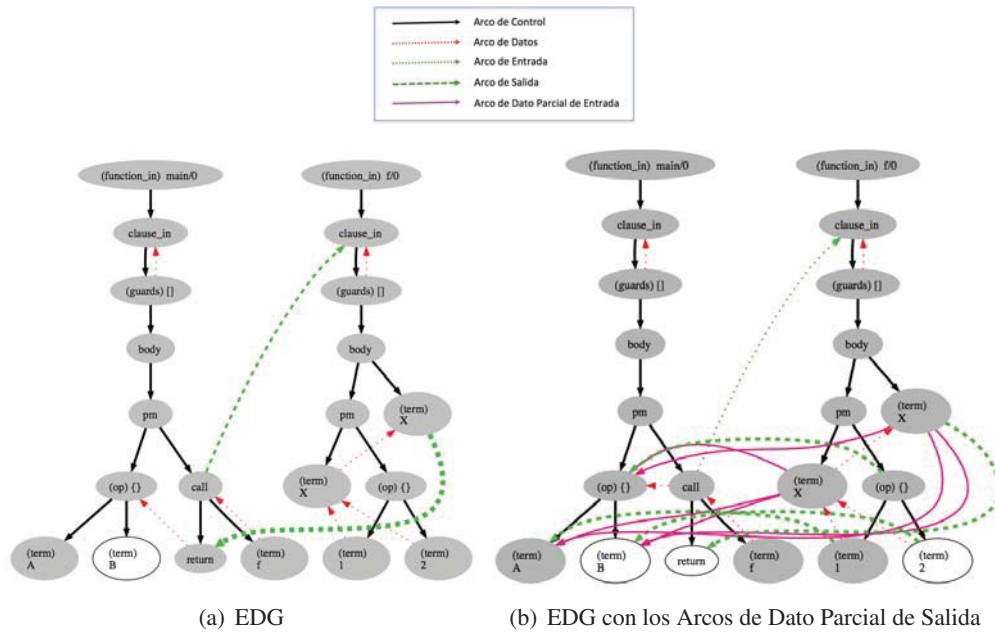 Arco de Control
Arco de Datos
Arco de Entrada
Arco de Salida
Arco de Dato Parcial de Entrada
(function_in) main/0
(function_in) f/0
clause_in
clause_in
(guards) []
(guards) []
body
body
pm
pm
(term)
X
(op) {}
call
(term)
X
(op) {}
(term)
A
(term)
B
return
(term)
f
(term)
1
(term)
2
(a) EDG
(function_in) main/0
(function_in) f/0
clause_in
clause_in
(guards) []
(guards) []
body
body
pm
pm
(term)
X
(op) {}
call
(term)
X
(op) {}
(term)
A
(term)
B
return
(term)
f
(term)
1
(term)
2
(b) EDG con los Arcos de Dato Parcial de Salida